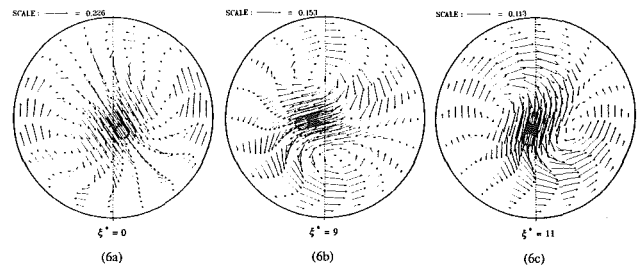 SCALE: = 0.226
SCALE: = 0.153
SCALE: = 0.113
ξ* = 0
ξ* = 9
ξ* = 11
(6a)
(6b)
(6c)